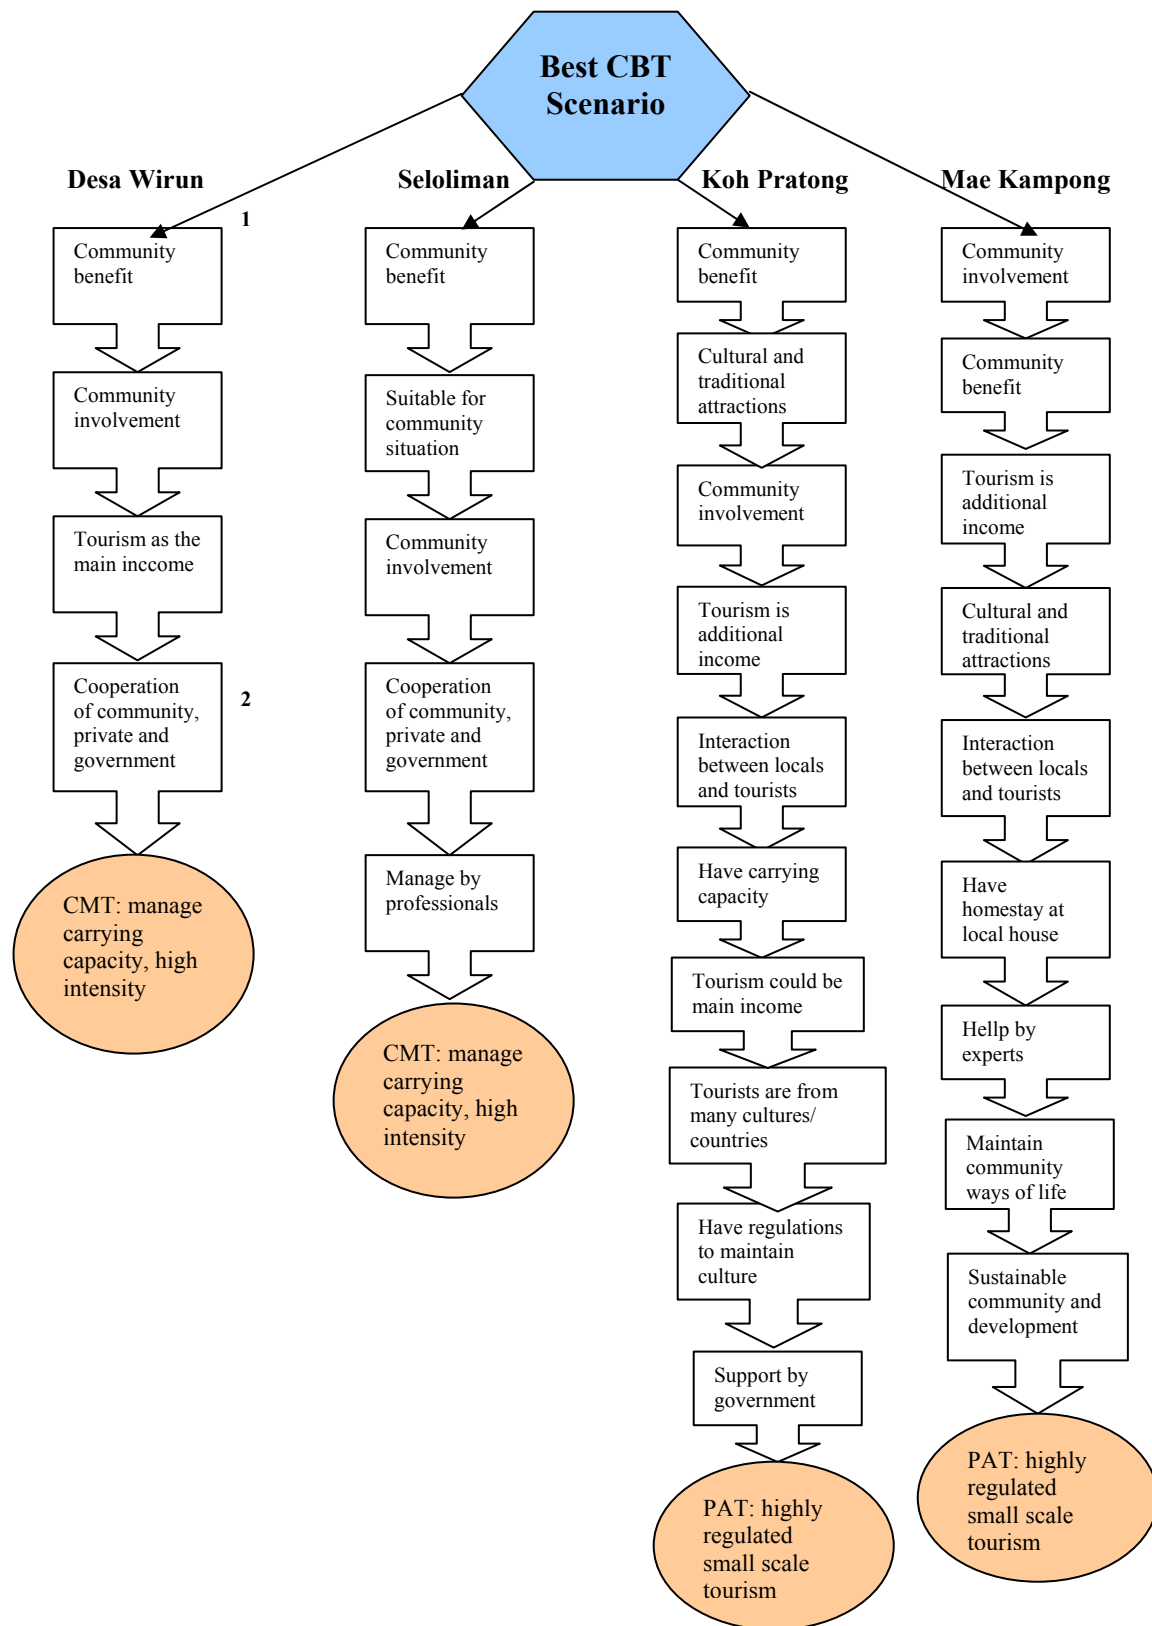 Best CBT
Scenario
Desa Wirun
1
Community
benefit
Community
involvement
Tourism as the
main inccome
Cooperation
of community,
private and
government
2
CMT: manage
carrying
capacity, high
intensity
Seloliman
Community
benefit
Suitable for
community
situation
Community
involvement
Cooperation
of community,
private and
government
Manage by
professionals
CMT: manage
carrying
capacity, high
intensity
Koh Pratong
Community
benefit
Cultural and
traditional
attractions
Community
involvement
Tourism is
additional
income
Interaction
between locals
and tourists
Have carrying
capacity
Tourism could be
main income
Tourists are from
many cultures/
countries
Have regulations
to maintain
culture
Support by
government
PAT: highly
regulated
small scale
tourism
Mae Kampong
Community
involvement
Community
benefit
Tourism is
additional
income
Cultural and
traditional
attractions
Interaction
between locals
and tourists
Have
homestay at
local house
Hellp by
experts
Maintain
community
ways of life
Sustainable
community and
development
PAT: highly
regulated
small scale
tourism